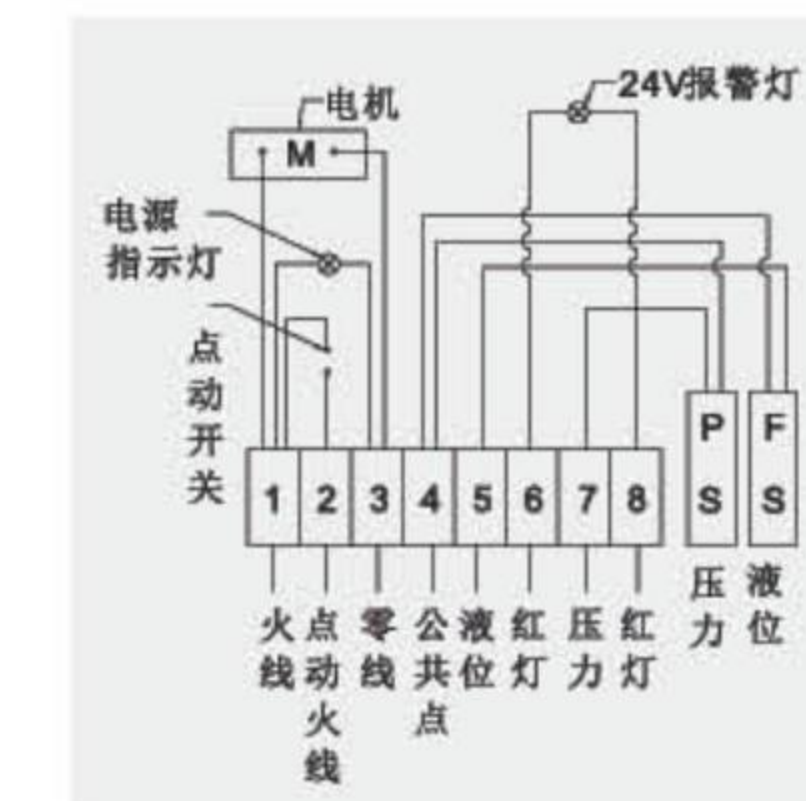 24V报警灯
电机
M
电源
指示灯
点动开关
P S
F S
1 2 3 4 5 6 7 8
压力
液位
火线
点动火线
零线
公共点
液位
红灯
压力
红灯